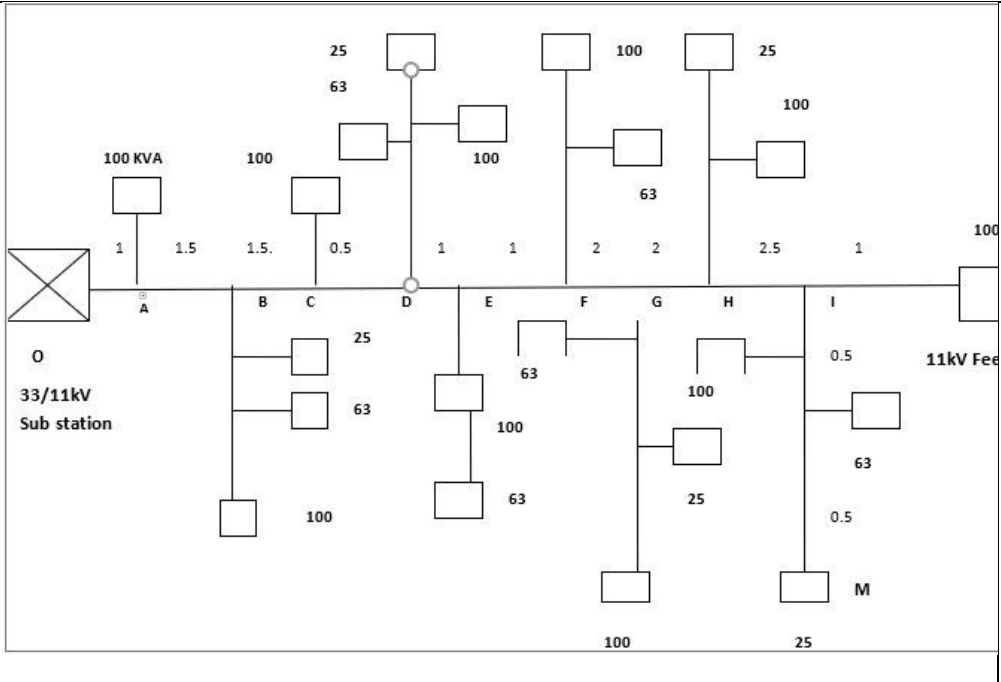 25 100 25
63
100
100 KVA 100 100
63
100
1 1.5 1.5. 0.5 1 1 2 2 2.5 1
A B C D E F G H I
O 25 0.5 11kV Fee
63
100
33/11kV 63
Sub station 100
63
63 25
100 0.5
M
100 25